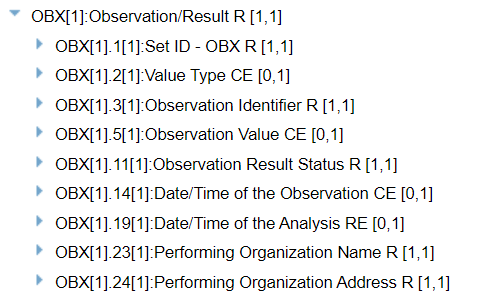 OBX[1]:Observation/Result R [1,1]
OBX[1].1[1]:Set ID - OBX R [1,1]
OBX[1].2[1]:Value Type CE [0,1]
OBX[1].3[1]:Observation Identifier R [1,1]
OBX[1].5[1]:Observation Value CE [0,1]
OBX[1].11[1]:Observation Result Status R [1,1]
OBX[1].14[1]:Date/Time of the Observation CE [0,1]
OBX[1].19[1]:Date/Time of the Analysis RE [0,1]
OBX[1].23[1]:Performing Organization Name R [1,1]
OBX[1].24[1]:Performing Organization Address R [1,1]